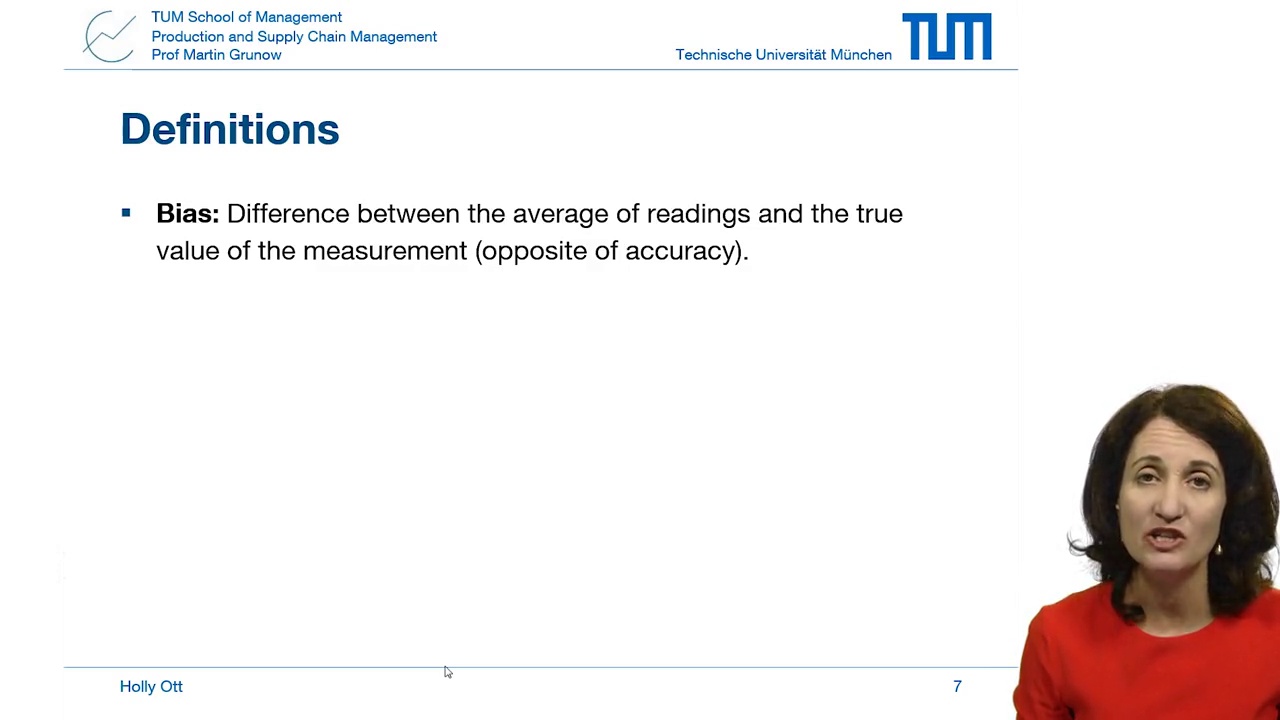 TUM School of Management
Production and Supply Chain Management
Prof Martin Grunow
Technische Universität München
TUM
Definitions
▪ Bias: Difference between the average of readings and the true
value of the measurement (opposite of accuracy).
Holly Ott
7